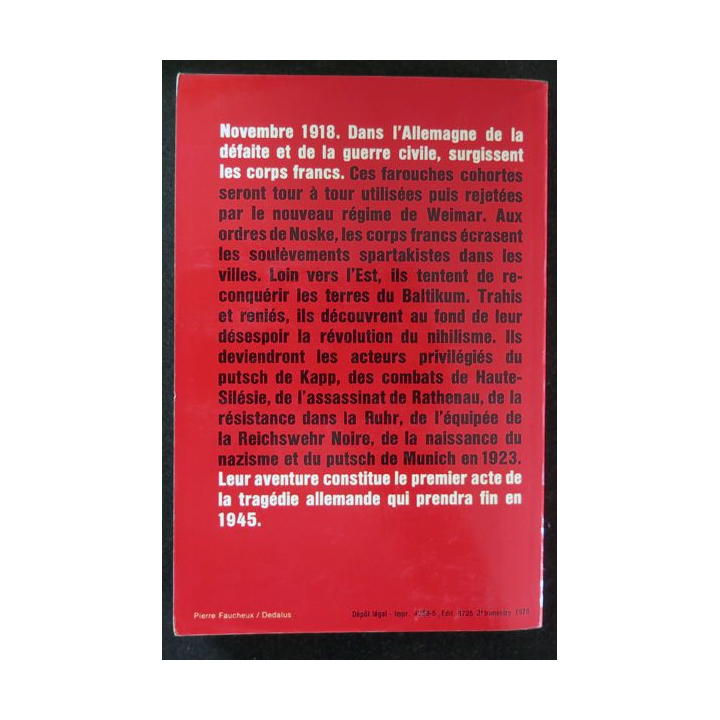 Novembre 1918. Dans l'Allemagne de la
défaite et de la guerre civile, surgissent
les corps francs. Ces farouches cohortes
seront tour à tour utilisées puis rejetées
par le nouveau régime de Weimar. Aux
ordres de Noske, les corps francs écrasent
les soulèvements spartakistes dans les
villes. Loin vers l'Est, ils tentent de re-
conquérir les terres du Baltikum. Trahis
et reniés, ils découvrent au fond de leur
désespoir la révolution du nihilisme. Ils
deviendront les acteurs privilégiés du
putsch de Kapp, des combats de Haute-
Silésie, de l'assassinat de Rathenau, de la
résistance dans la Ruhr, de l'équipée de
la Reichswehr Noire, de la naissance du
nazisme et du putsch de Munich en 1923.
Leur aventure constitue le premier acte de
la tragédie allemande qui prendra fin en
1945.
Pierre Faucheux / Dedalus
Dépôt légal - Impr. Edit. trimestre